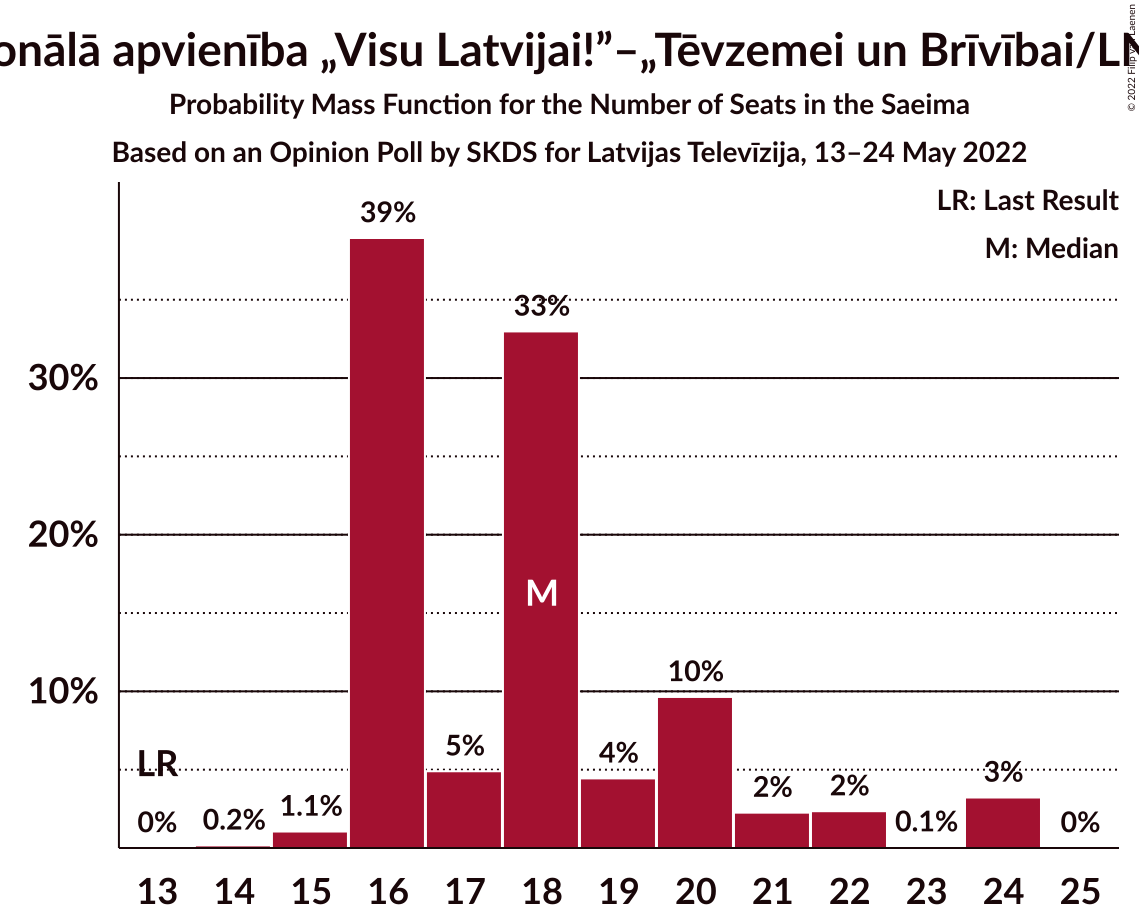 onālā apvienība „Visu Latvijai!”–„Tēvzemei un Brīvībai/LN
Probability Mass Function for the Number of Seats in the Saeima
Based on an Opinion Poll by SKDS for Latvijas Televīzija, 13–24 May 2022
© 2022 Filip van Laenen
LR: Last Result
M: Median
39%
33%
30%
20%
M
10%
10%
5%
4%
LR
3%
2%
2%
1.1%
0.2%
0%
0.1%
0%
13 14 15 16 17 18 19 20 21 22 23 24 25